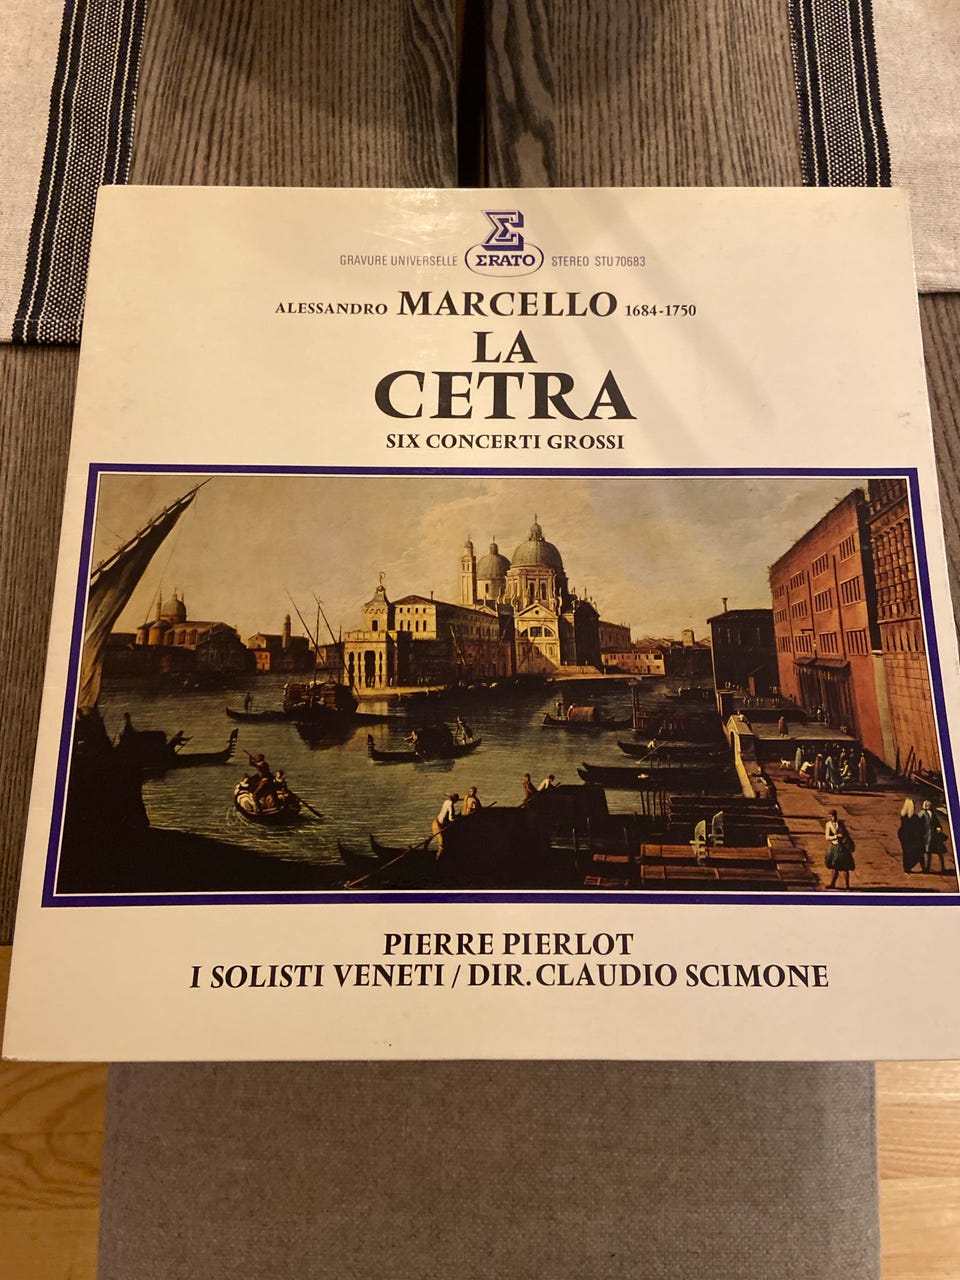 Σ
GRAVURE UNIVERSELLE ΣRATO STEREO STU 70683
ALESSANDRO MARCELLO 1684-1750
LA
CETRA
SIX CONCERTI GROSSI
PIERRE PIERLOT
I SOLISTI VENETI / DIR. CLAUDIO SCIMONE